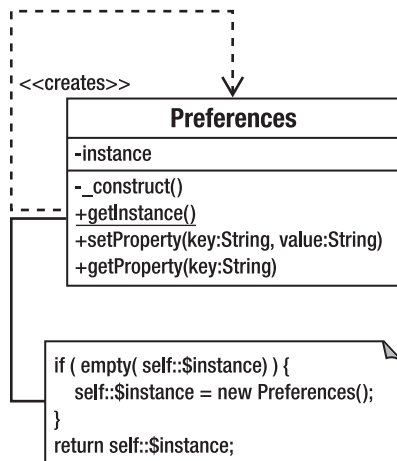 <<creates>>
Preferences
-instance
-_construct()
+getInstance()
+setProperty(key:String, value:String)
+getProperty(key:String)
if ( empty( self::$instance) ) {
self::$instance = new Preferences();
}
return self::$instance;